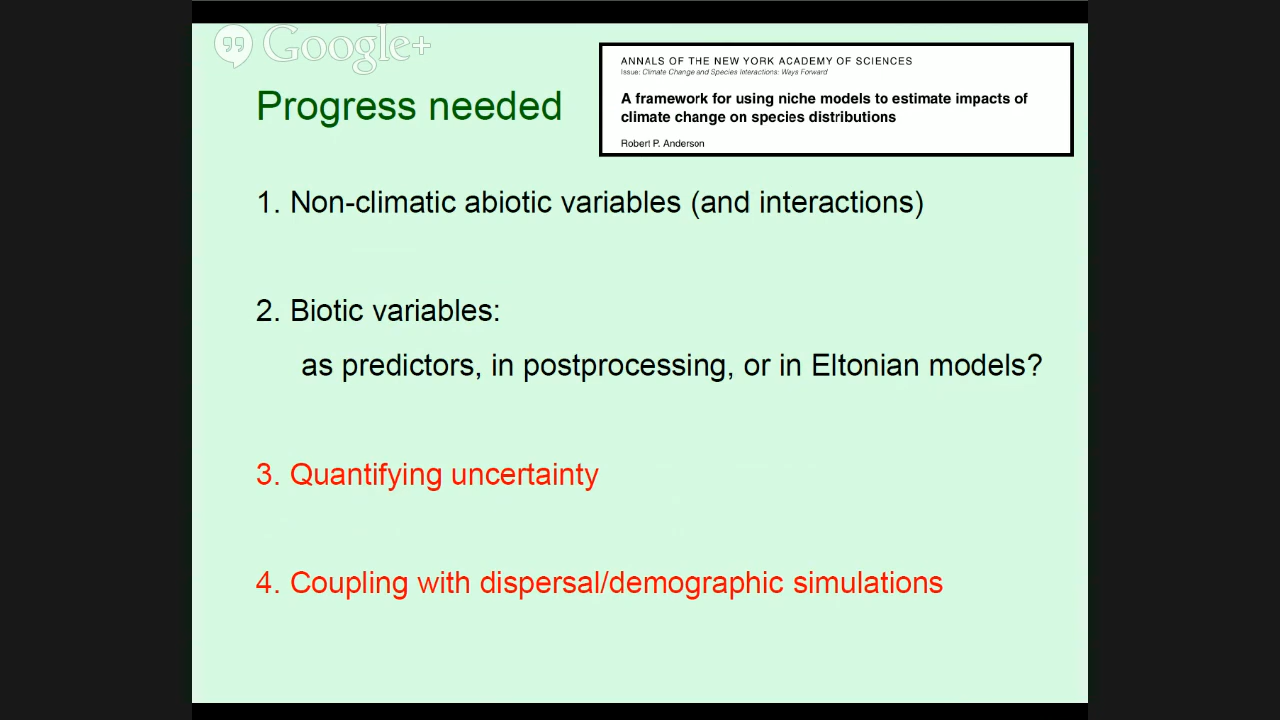 Google+
Progress needed
ANNALS OF THE NEW YORK ACADEMY OF SCIENCES
Issue: Climate Change and Species Interactions: Ways Forward
A framework for using niche models to estimate impacts of
climate change on species distributions
Robert P. Anderson
1. Non-climatic abiotic variables (and interactions)
2. Biotic variables:
as predictors, in postprocessing, or in Eltonian models?
3. Quantifying uncertainty
4. Coupling with dispersal/demographic simulations